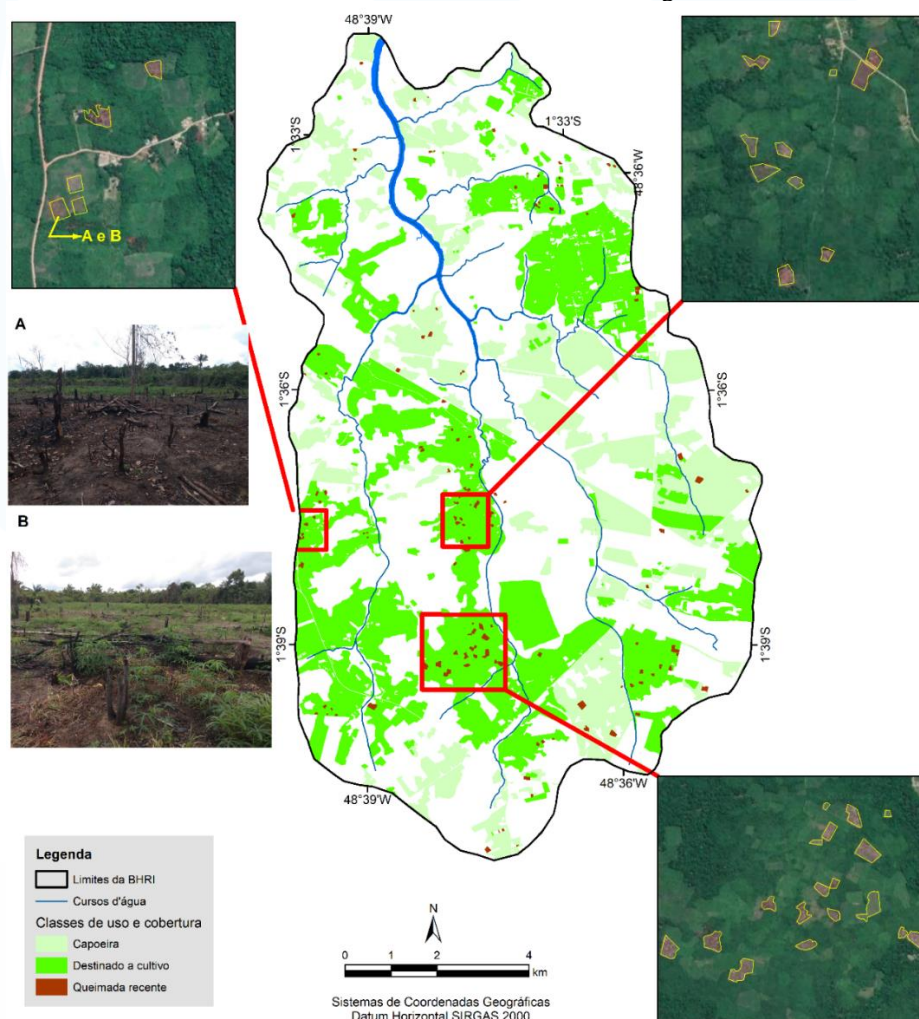 48°39'W
1°33'S
1°33'S
48°36'W
A e B
A
1°36'S
1°36'S
B
1°39'S
1°39'S
48°39'W
48°36'W
Legenda
Limites da BHRI
Cursos d'água
Classes de uso e cobertura
Capoeira
Destinado a cultivo
Queimada recente
N
0 1 2 4
km
Sistemas de Coordenadas Geográficas
Datum Horizontal SIRGAS 2000